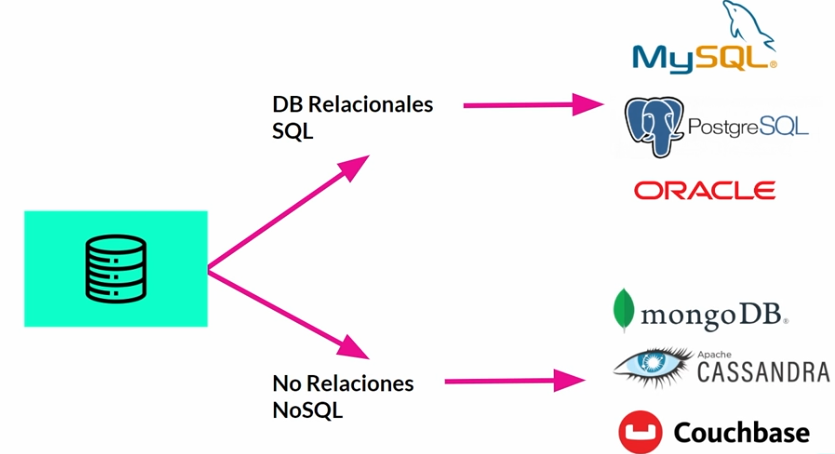 MySQL®
DB Relacionales
SQL
PostgreSQL
ORACLE
mongoDB®
Apache
CASSANDRA
No Relaciones
NoSQL
Couchbase